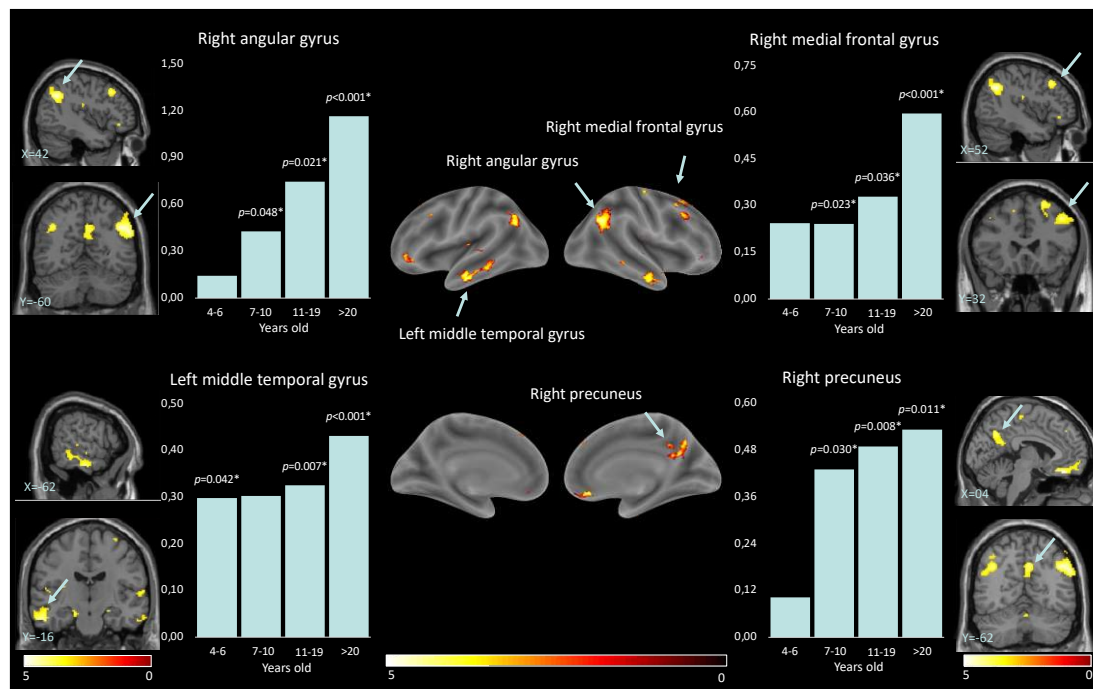 Right angular gyrus
1,50
1,20
0,90
0,60
0,30
0,00
p=0.048*
p=0.021*
p<0.001*
4-6
7-10
11-19
>20
Years old
X=42
Y=-60
Right medial frontal gyrus
Right angular gyrus
Left middle temporal gyrus
Right medial frontal gyrus
0,75
0,60
0,45
0,30
0,15
0,00
p=0.023*
p=0.036*
p<0.001*
4-6
7-10
11-19
>20
Years old
X=52
Y=32
Left middle temporal gyrus
0,50
0,40
0,30
0,20
0,10
0,00
p=0.042*
p=0.007*
p<0.001*
4-6
7-10
11-19
>20
Years old
X=-62
Y=-16
5
0
Right precuneus
5
0
Right precuneus
0,60
0,48
0,36
0,24
0,12
0,00
p=0.030*
p=0.008*
p=0.011*
4-6
7-10
11-19
>20
Years old
X=04
Y=-62
5
0